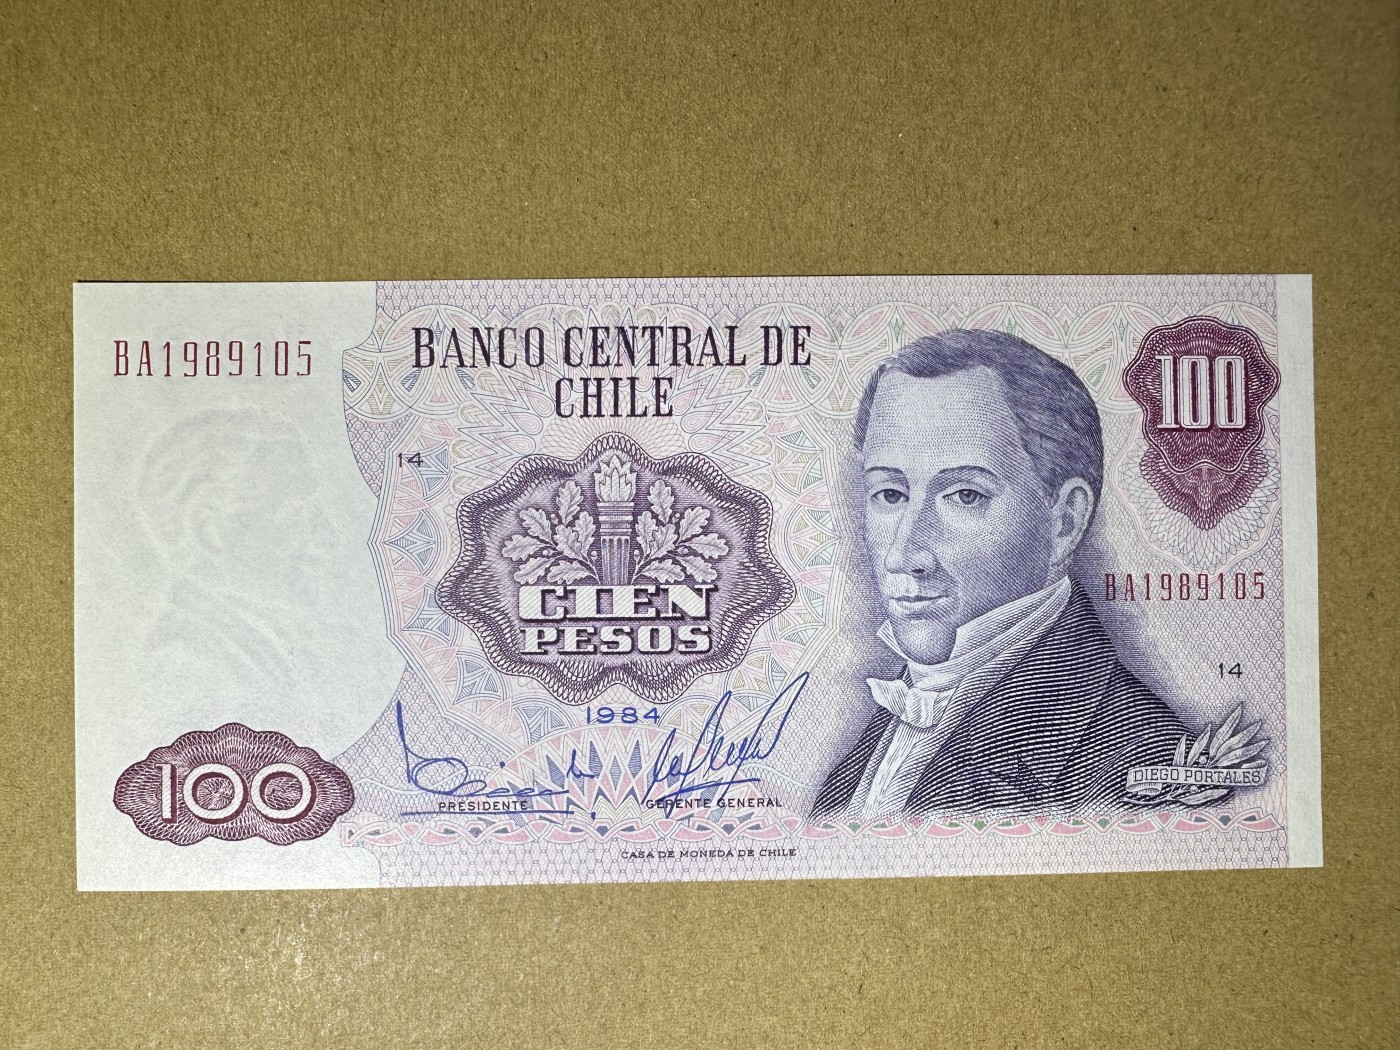 BANCO CENTRAL DE
CHILE
100
BA1989105
14
CIEN
PESOS
BA1989105
14
1984
DIEGO PORTALES
100
PRESIDENTE
GERENTE GENERAL
CASA DE MONEDA DE CHILE